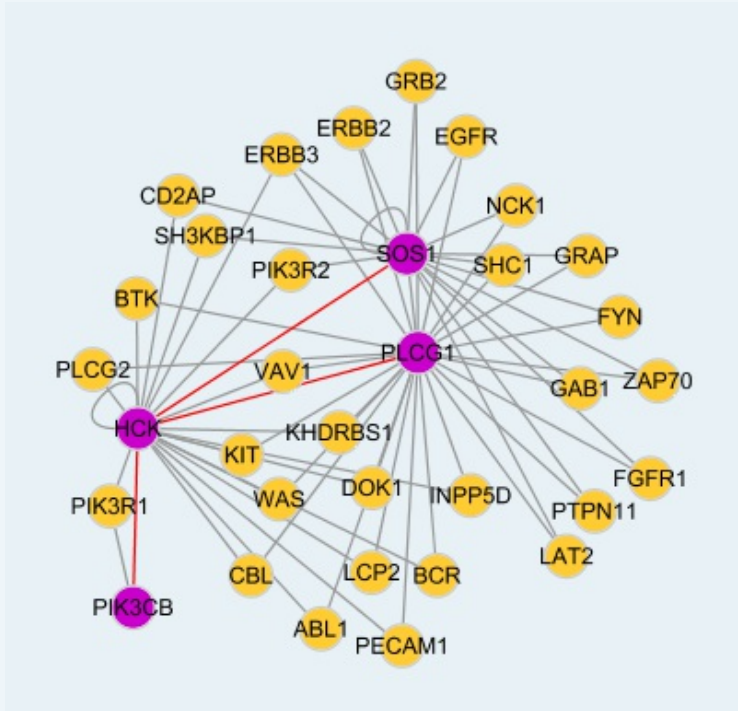 GRB2
ERBB2
EGFR
ERBB3
CD2AP
NCK1
SH3KBP1
SOS1
GRAP
SHC1
PIK3R2
BTK
FYN
PLCG1
PLCG2
VAV1
ZAP70
GAB1
HCK
KHDRBS1
KIT
FGFR1
DOK1
INPP5D
WAS
PIK3R1
PTPN11
LAT2
LCP2
CBL
BCR
PIK3CB
ABL1
PECAM1